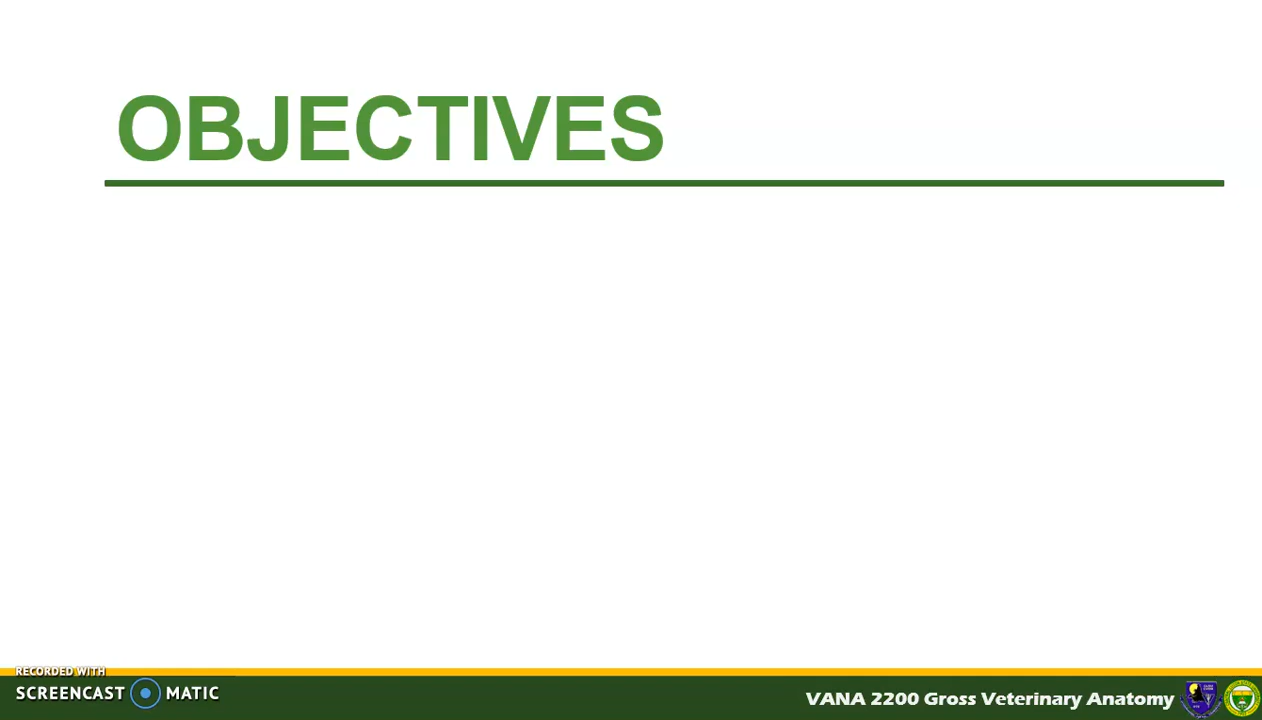 OBJECTIVES
RECORDED WITH
SCREENCAST MATIC
VANA 2200 Gross Veterinary Anatomy